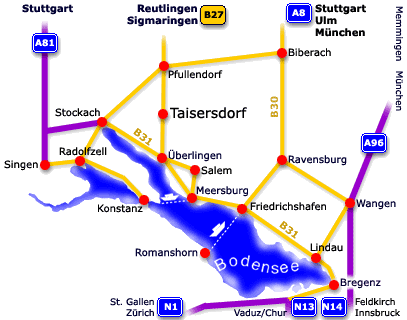 Stuttgart
Reutlingen
Sigmaringen
B27
A8
Stuttgart
Ulm
München
Memmingen München
A81
Biberach
Pfullendorf
Stockach
Taisersdorf
B30
B31
A96
Radolfzell
Überlingen
Singen
Salem
Ravensburg
Meersburg
Konstanz
Friedrichshafen
Wangen
B31
Romanshorn
Bodensee
Lindau
Bregenz
St. Gallen
Zürich
N1
Vaduz/Chur
N13
N14
Feldkirch
Innsbruck